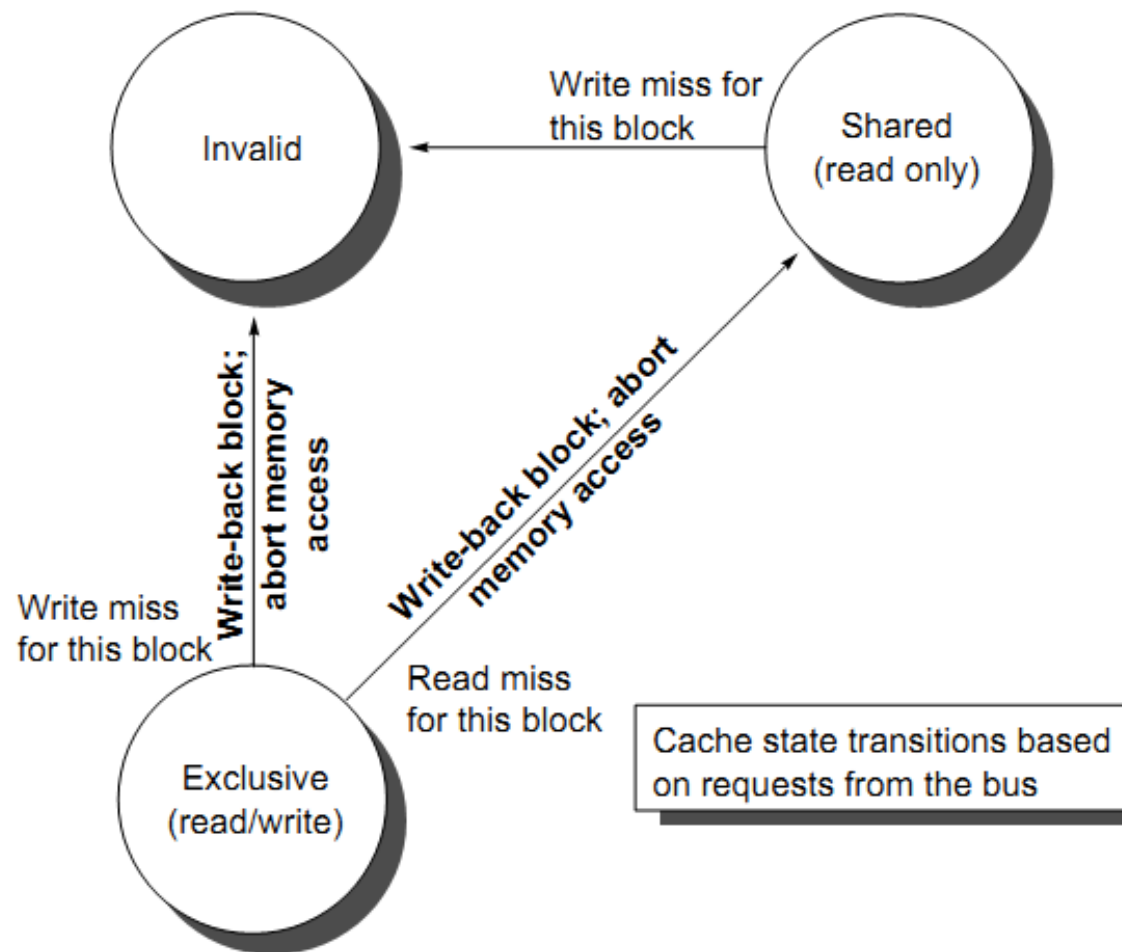 Invalid
Write miss for
this block
Shared
(read only)
Write-back block;
abort memory
access
Write-back block; abort
memory access
Write miss
for this block
Read miss
for this block
Exclusive
(read/write)
Cache state transitions based
on requests from the bus